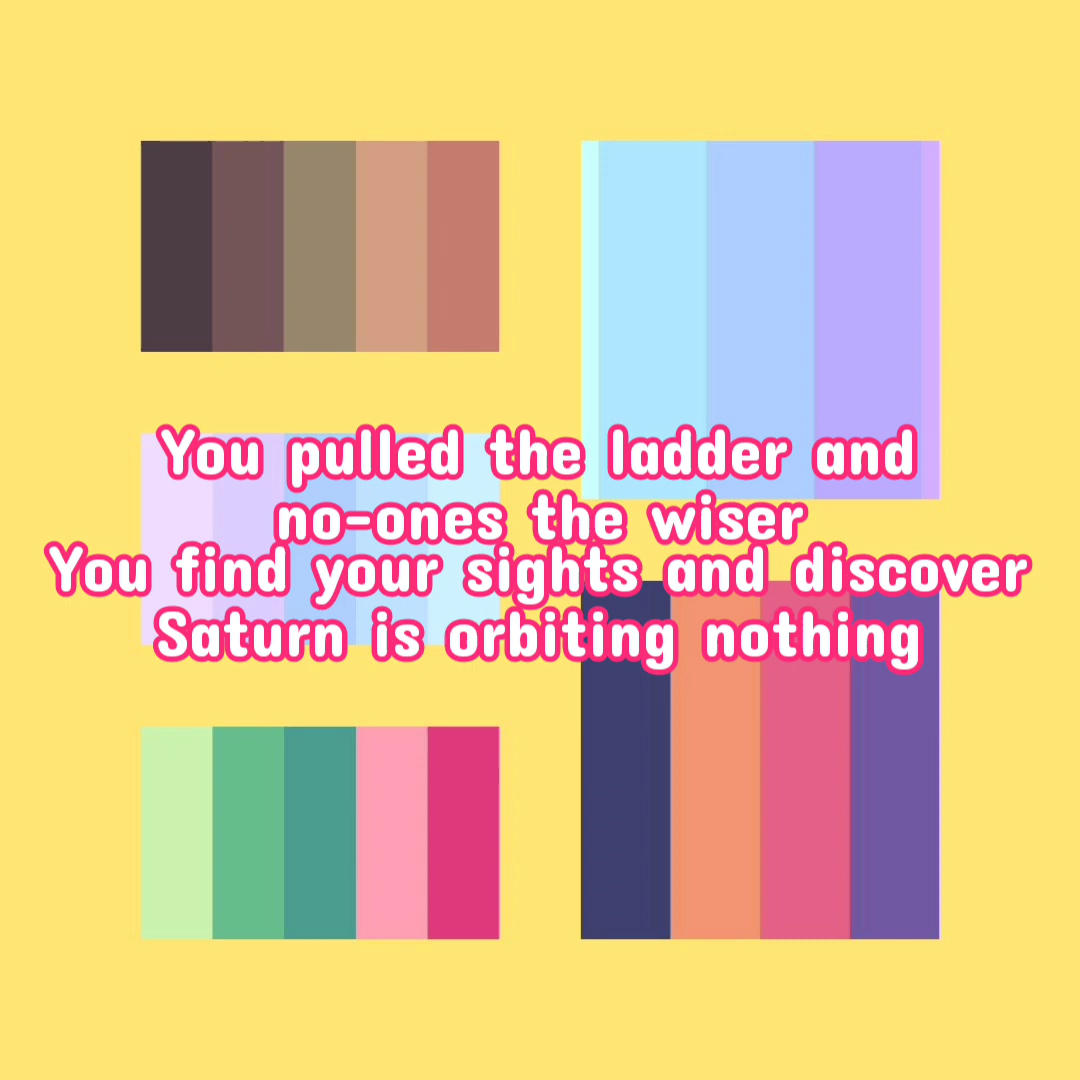 You pulled the ladder and
no-ones the wiser
You find your sights and discover
Saturn is orbiting nothing